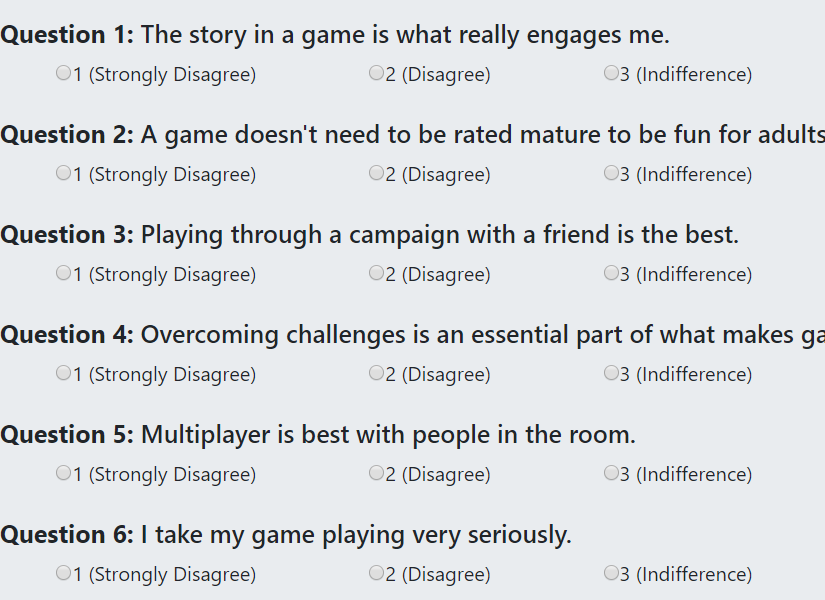 Question 1: The story in a game is what really engages me.
1 (Strongly Disagree) 2 (Disagree) 3 (Indifference)
Question 2: A game doesn't need to be rated mature to be fun for adults
1 (Strongly Disagree) 2 (Disagree) 3 (Indifference)
Question 3: Playing through a campaign with a friend is the best.
1 (Strongly Disagree) 2 (Disagree) 3 (Indifference)
Question 4: Overcoming challenges is an essential part of what makes ga
1 (Strongly Disagree) 2 (Disagree) 3 (Indifference)
Question 5: Multiplayer is best with people in the room.
1 (Strongly Disagree) 2 (Disagree) 3 (Indifference)
Question 6: I take my game playing very seriously.
1 (Strongly Disagree) 2 (Disagree) 3 (Indifference)